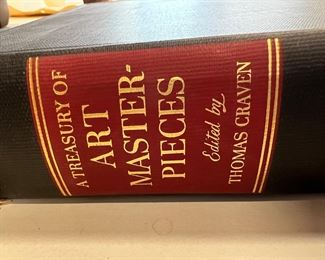 A TREASURY OF
ART
MASTER-
PIECES
Edited by
THOMAS CRAVEN